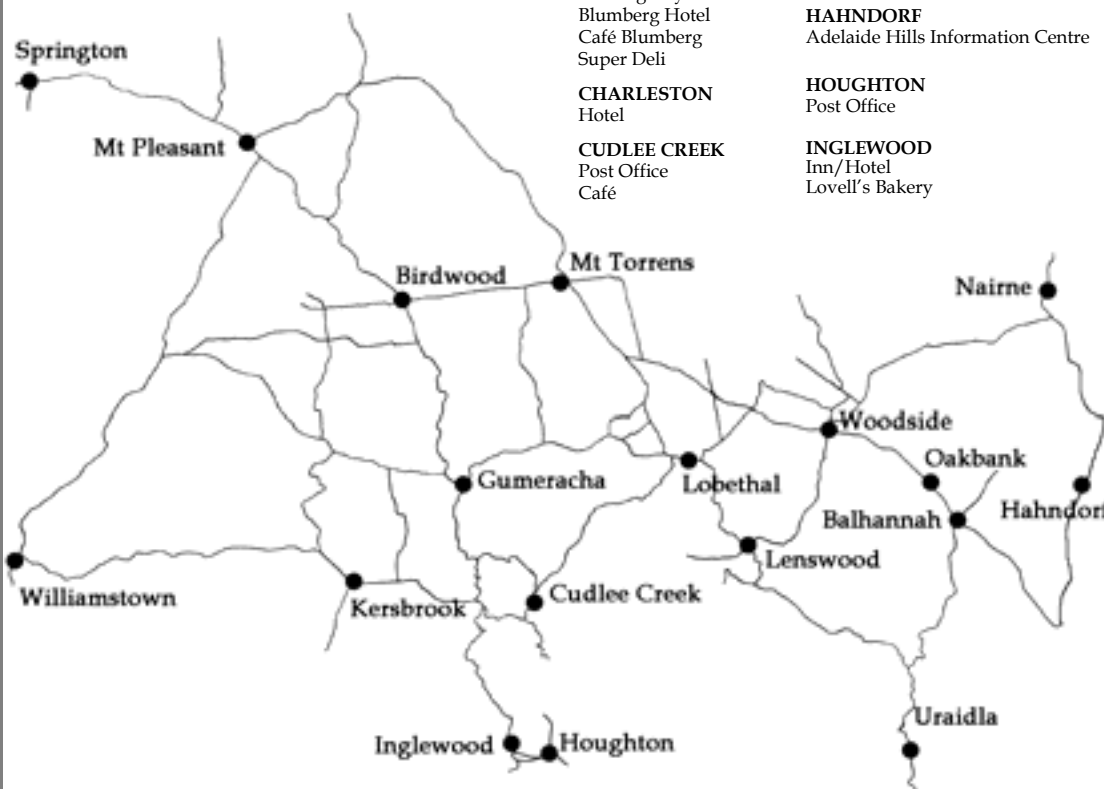 Blumberg Hotel
Café Blumberg
Super Deli
CHARLESTON
Hotel
CUDLEE CREEK
Post Office
Café
HAHNDORF
Adelaide Hills Information Centre
HOUGHTON
Post Office
INGLEWOOD
Inn/Hotel
Lovell's Bakery
Springton
Mt Pleasant
Birdwood
Mt Torrens
Nairne
Woodside
Oakbank
Gumeracha
Lobethal
Hahndorf
Balhannah
Lenswood
Williamstown
Kersbrook
Cudlee Creek
Uraidla
Inglewood
Houghton